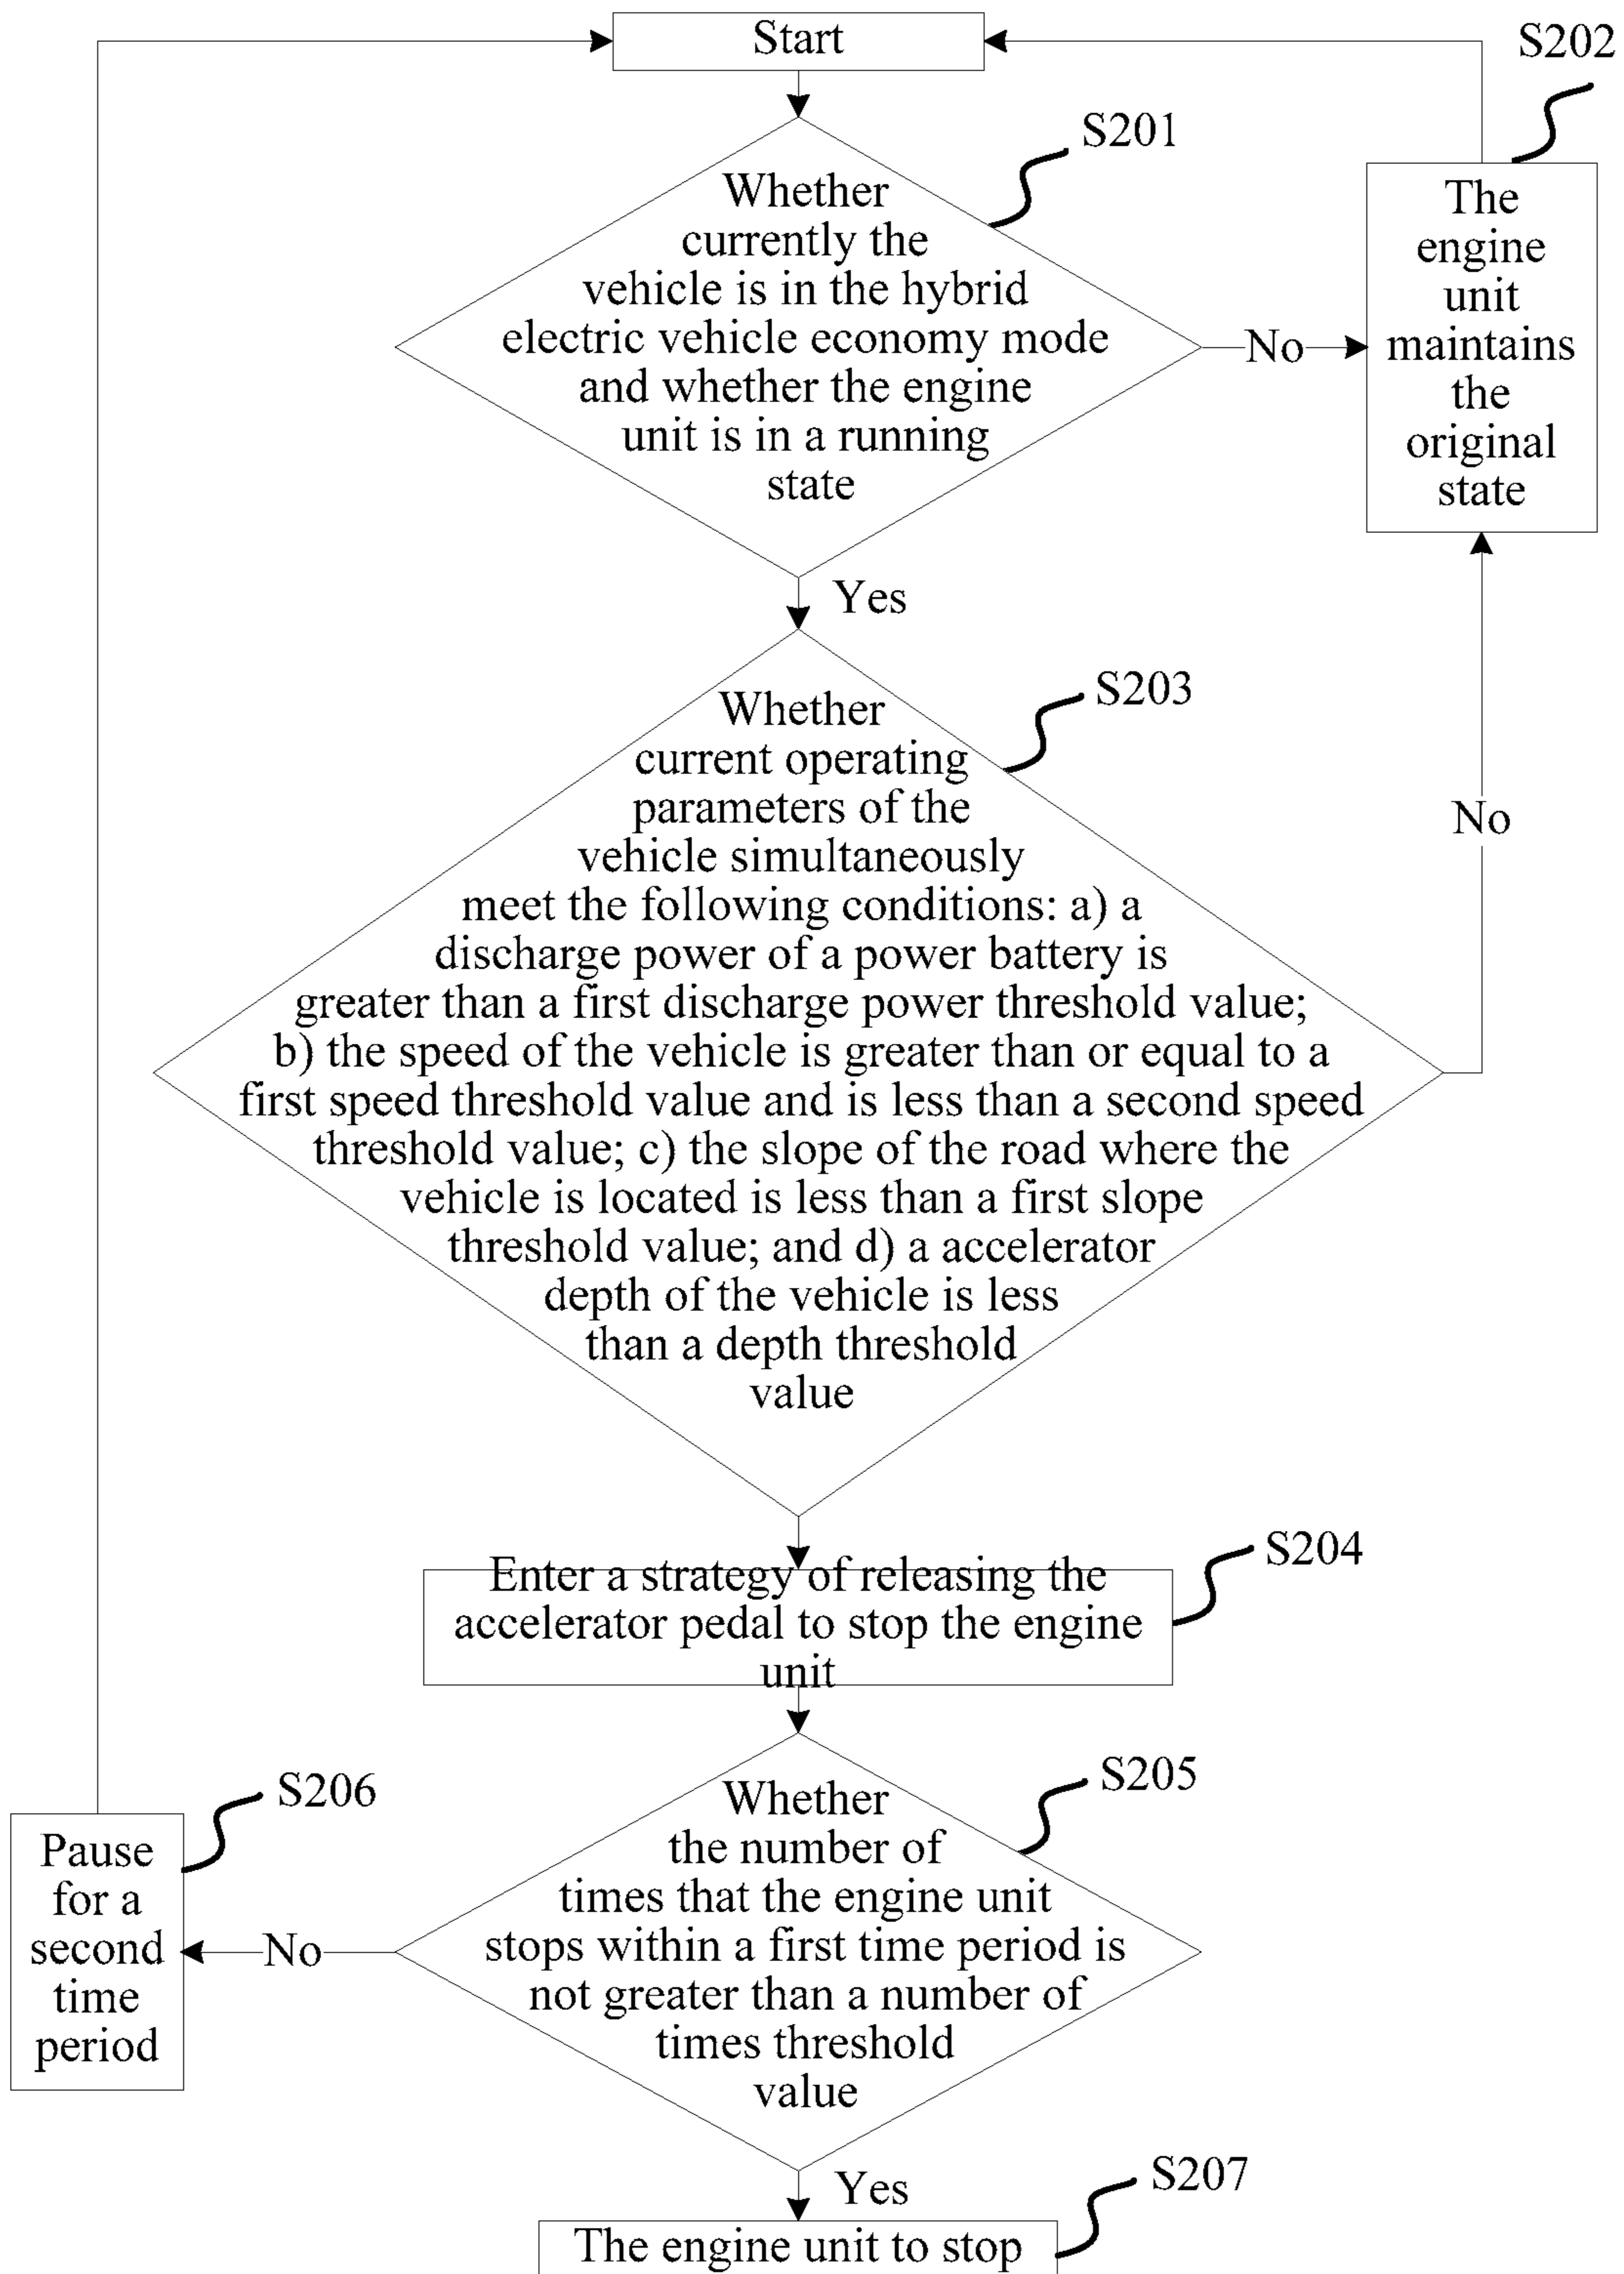 Start
S202
S201
Whether
currently the
vehicle is in the hybrid
electric vehicle economy mode
and whether the engine
unit is in a running
state
No
The
engine
unit
maintains
the
original
state
Yes
S203
Whether
current operating
parameters of the
vehicle simultaneously
meet the following conditions: a) a
discharge power of a power battery is
greater than a first discharge power threshold value;
b) the speed of the vehicle is greater than or equal to a
first speed threshold value and is less than a second speed
threshold value; c) the slope of the road where the
vehicle is located is less than a first slope
threshold value; and d) a accelerator
depth of the vehicle is less
than a depth threshold
value
No
S204
Enter a strategy of releasing the
accelerator pedal to stop the engine
unit
S205
Whether
the number of
times that the engine unit
stops within a first time period is
not greater than a number of
times threshold
value
No
S206
Pause
for a
second
time
period
Yes
S207
The engine unit to stop